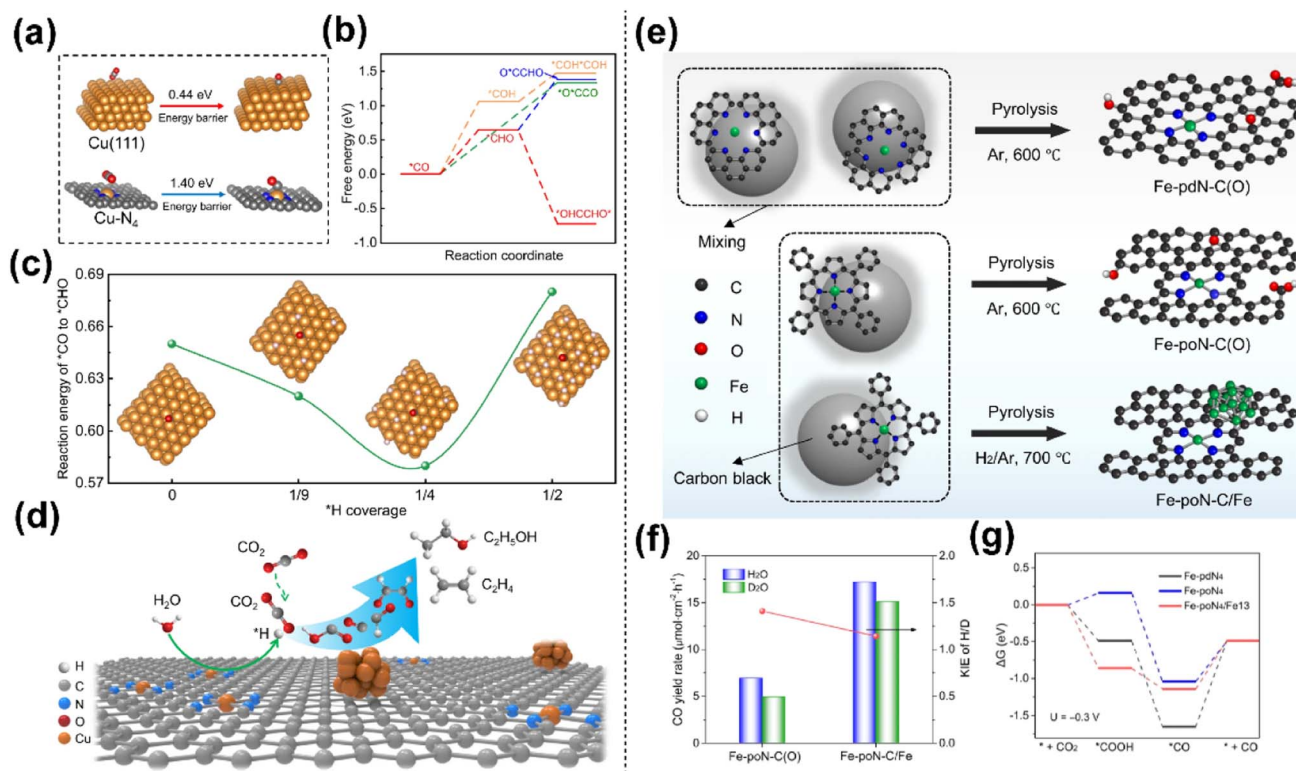 (a)
0.44 eV
Energy barrier
Cu(111)
1.40 eV
Energy barrier
Cu-N4
(b)
Free energy (eV)
1.5
1.0
0.5
0.0
-0.5
-1.0
*COH*COH
O*CCHO
*O*CCO
*COH
*CHO
*CO
*OHCCHO*
Reaction coordinate
(c)
Reaction energy of *CO to *CHO
0.69
0.66
0.63
0.60
0.57
0
1/9
1/4
1/2
*H coverage
(d)
CO2
C2H5OH
C2H4
H2O
CO2
*H
H
C
N
O
Cu
(e)
Pyrolysis
Ar, 600 ℃
Fe-pdN-C(O)
Mixing
Pyrolysis
Ar, 600 ℃
Fe-poN-C(O)
C
N
O
Fe
H
Pyrolysis
H2/Ar, 700 ℃
Fe-poN-C/Fe
Carbon black
(f)
CO yield rate (μmol·cm-2·h-1)
20
15
10
5
0
H2O
D2O
2.0
1.5
1.0
0.5
0.0
KIE of H/D
Fe-poN-C(O)
Fe-poN-C/Fe
(g)
ΔG (eV)
0.0
-0.5
-1.0
-1.5
Fe-pdN4
Fe-poN4
Fe-poN4/Fe13
U = −0.3 V
* + CO2
*COOH
*CO
* + CO